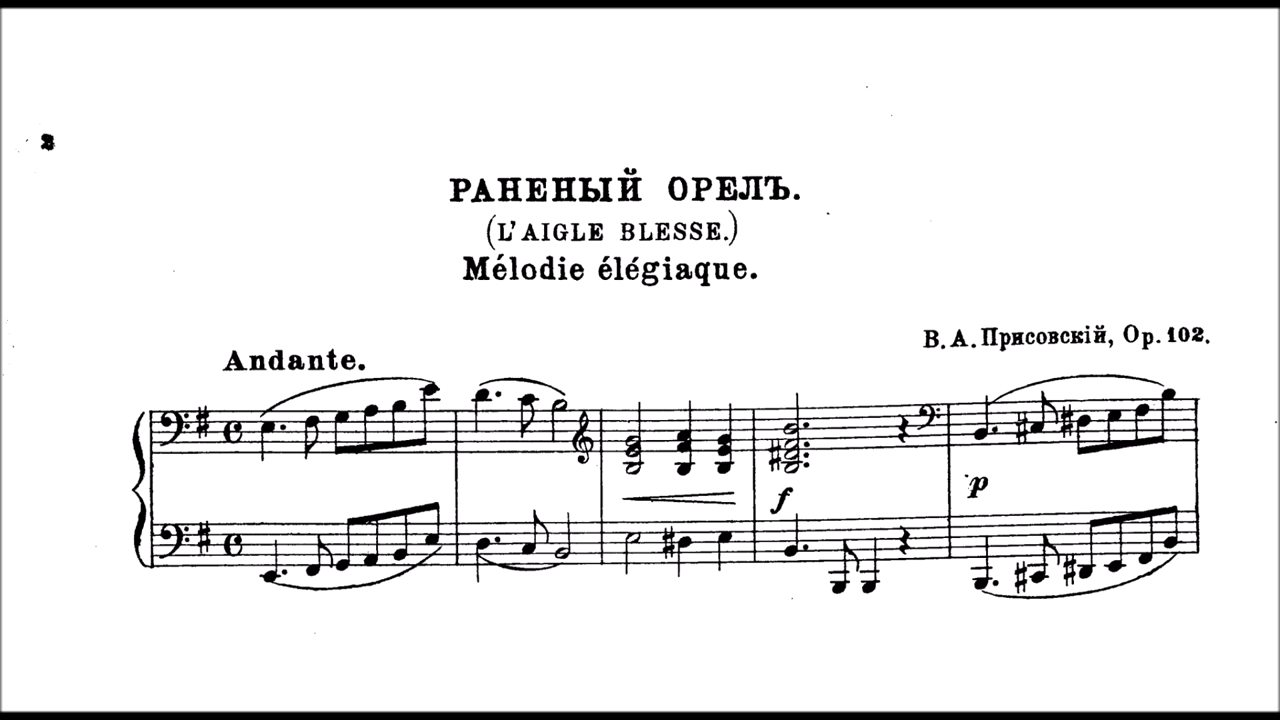 2
РАНЕНЫЙ ОРЕЛЪ.
(L'AIGLE BLESSE.)
Mélodie élégiaque.
В. А. Присовскій, Op. 102.
Andante.
f
p